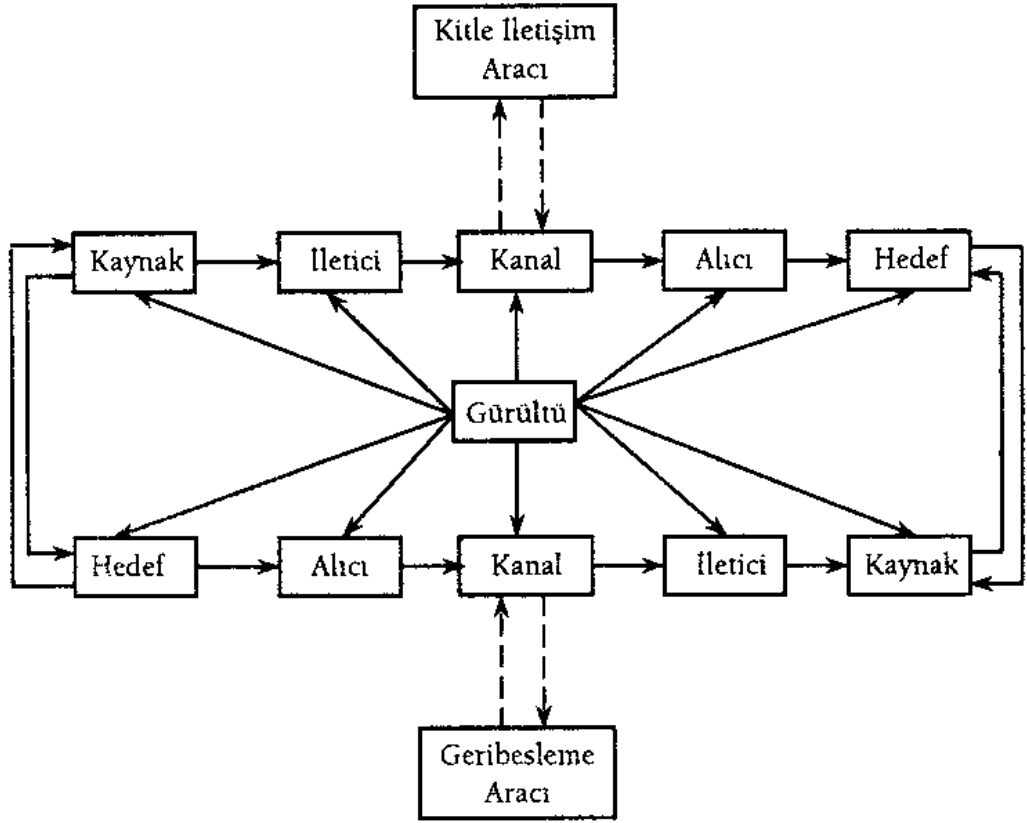 Kitle İletişim
Aracı
Kaynak
İletici
Kanal
Alıcı
Hedef
Gürültü
Hedef
Alıcı
Kanal
İletici
Kaynak
Geribesleme
Aracı